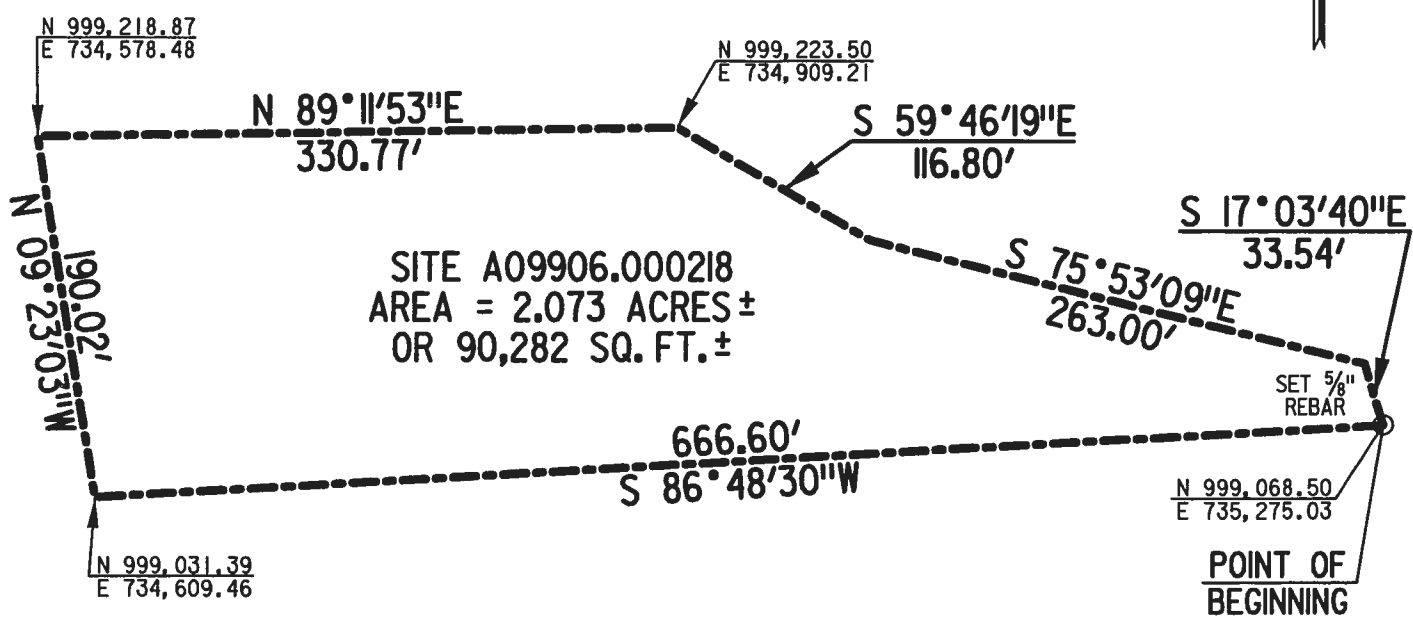 N 999,218.87
E 734,578.48
N 999,223.50
E 734,909.21
N 89°11'53"E
330.77'
S 59°46'19"E
116.80'
S 17°03'40"E
33.54'
S 75°53'09"E
263.00'
SITE A09906.000218
AREA = 2.073 ACRES±
OR 90,282 SQ.FT.±
190.02'
N 09°23'03"W
SET 5/8"
REBAR
666.60'
S 86°48'30"W
N 999,068.50
E 735,275.03
N 999,031.39
E 734,609.46
POINT OF
BEGINNING